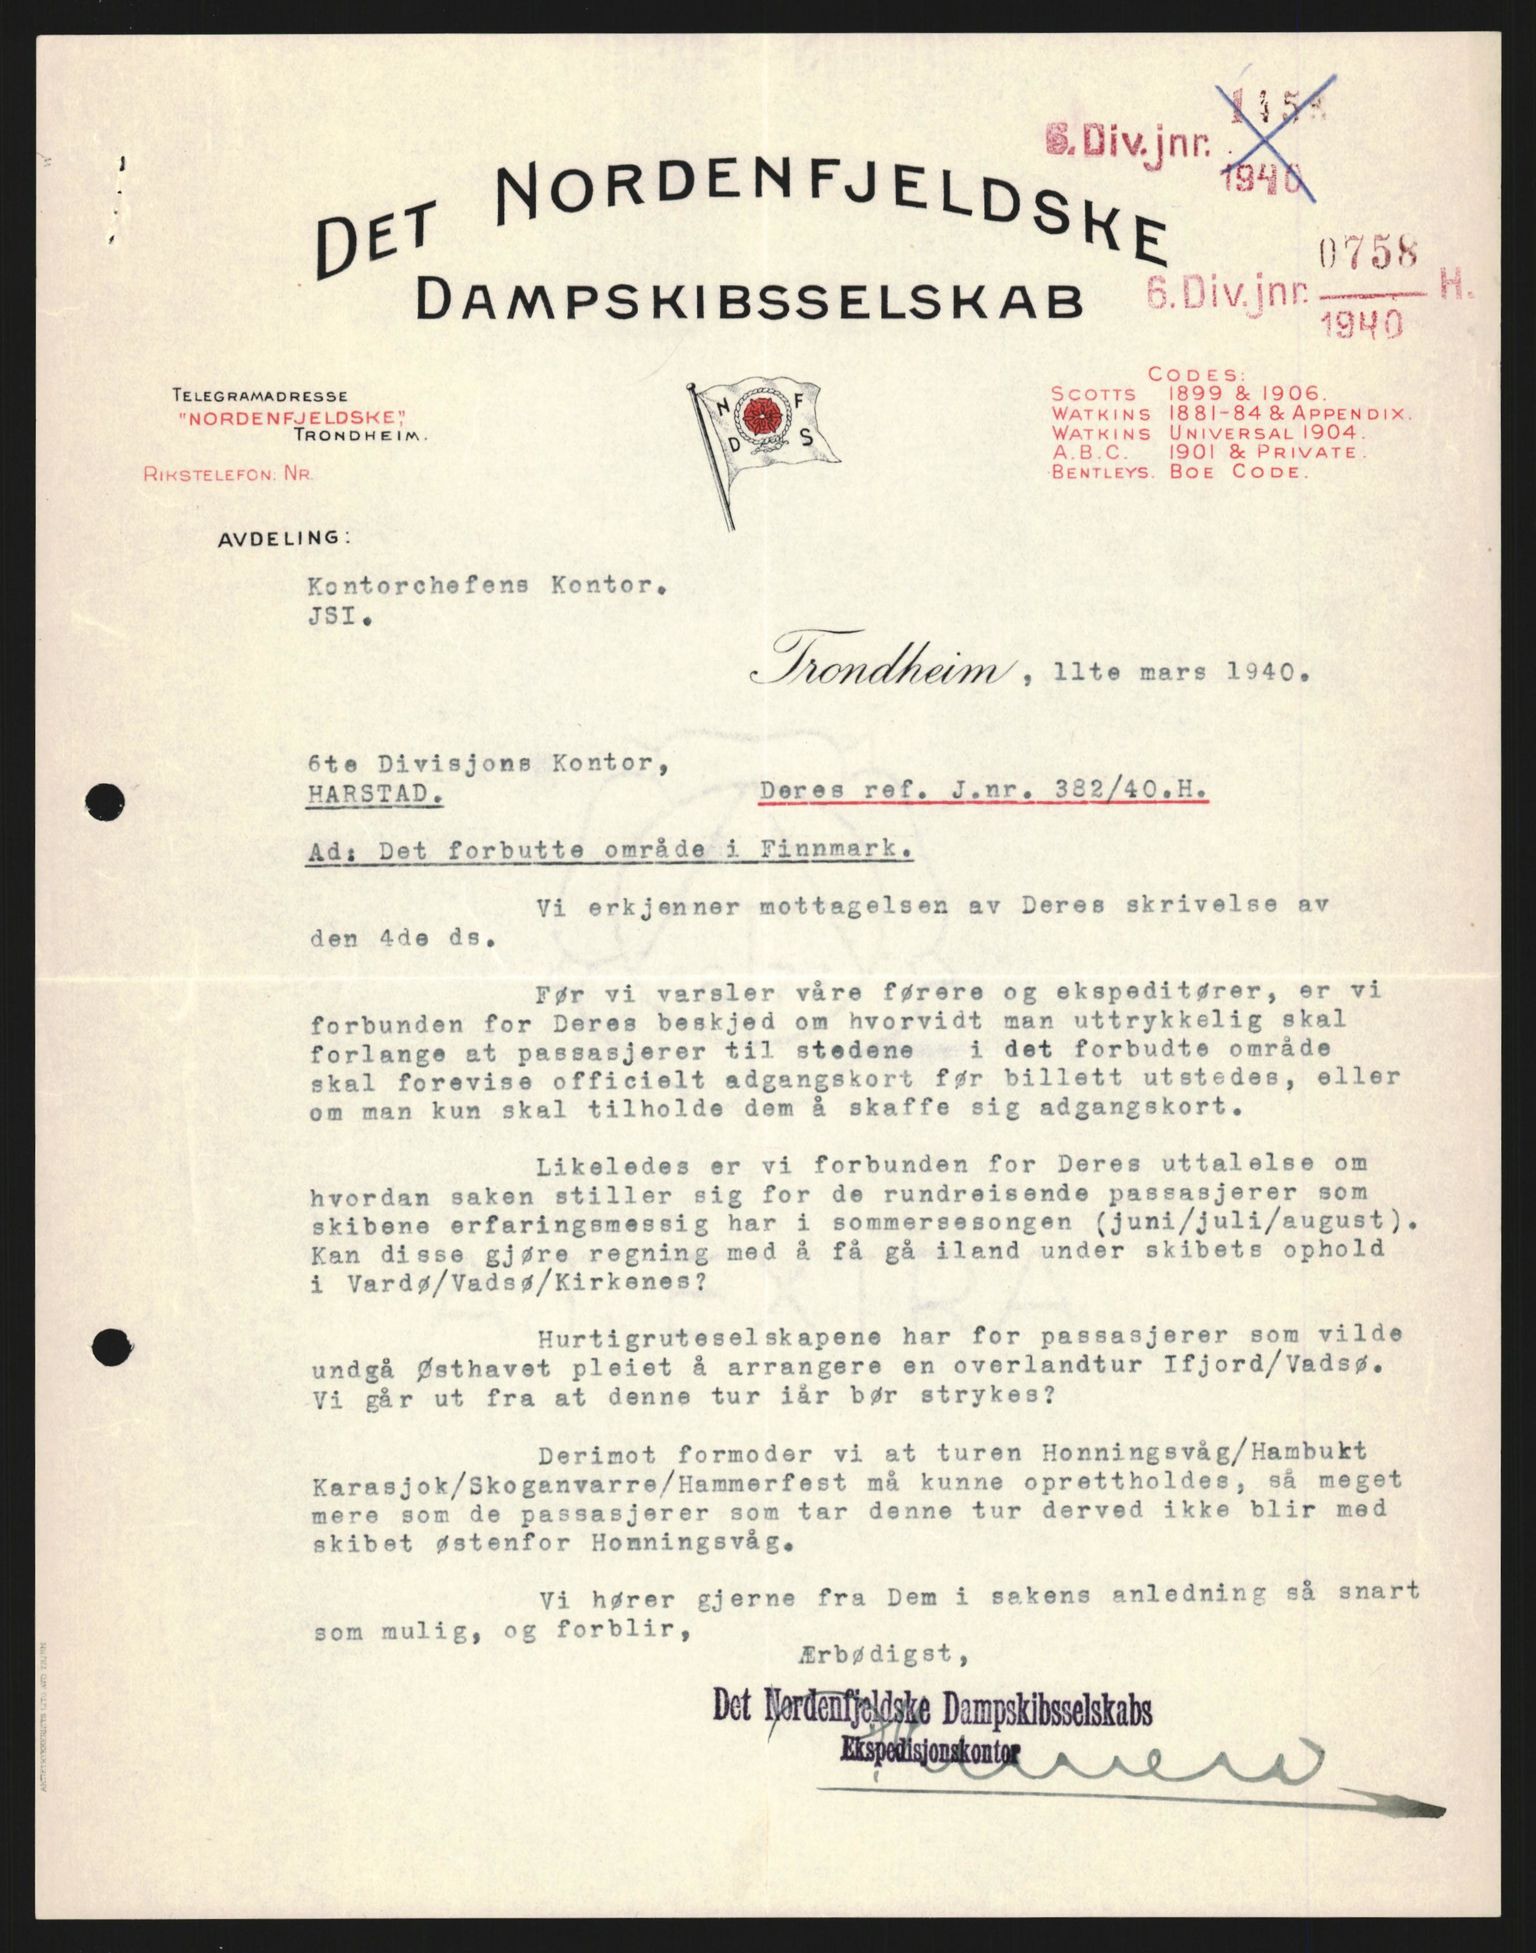 6. Div.jnr.
1940
DET NORDENFJELDSKE
DAMPSKIBSSELSKAB
0758
6. Div.jnr. H.
1940
TELEGRAMADRESSE
"NORDENFJELDSKE",
TRONDHEIM.
RIKSTELEFON: NR.
N F
D S
CODES:
SCOTTS 1899 & 1906.
WATKINS 1881-84 & APPENDIX.
WATKINS UNIVERSAL 1904.
A.B.C. 1901 & PRIVATE.
BENTLEYS. BOE CODE.
AVDELING:
Kontorchefens Kontor.
JSI.
Trondheim, 11te mars 1940.
6te Divisjons Kontor,
HARSTAD.
Deres ref. J.nr. 382/40.H.
Ad: Det forbutte område i Finnmark.
Vi erkjenner mottagelsen av Deres skrivelse av
den 4de ds.
Før vi varsler våre førere og ekspeditører, er vi
forbunden for Deres beskjed om hvorvidt man uttrykkelig skal
forlange at passasjerer til stedene i det forbudte område
skal forevise officielt adgangskort før billett utstedes, eller
om man kun skal tilholde dem å skaffe sig adgangskort.
Likeledes er vi forbunden for Deres uttalelse om
hvordan saken stiller sig for de rundreisende passasjerer som
skibene erfaringsmessig har i sommersesongen (juni/juli/august).
Kan disse gjøre regning med å få gå iland under skibets ophold
i Vardø/Vadsø/Kirkenes?
Hurtigruteselskapene har for passasjerer som vilde
undgå Østhavet pleiet å arrangere en overlandtur Ifjord/Vadsø.
Vi går ut fra at denne tur iår bør strykes?
Derimot formoder vi at turen Honningsvåg/Hambukt
Karasjok/Skoganvarre/Hammerfest må kunne oprettholdes, så meget
mere som de passasjerer som tar denne tur derved ikke blir med
skibet østenfor Honningsvåg.
Vi hører gjerne fra Dem i sakens anledning så snart
som mulig, og forblir,
Ærbødigst,
Det Nordenfjeldske Dampskibsselskabs
Ekspedisjonskontor